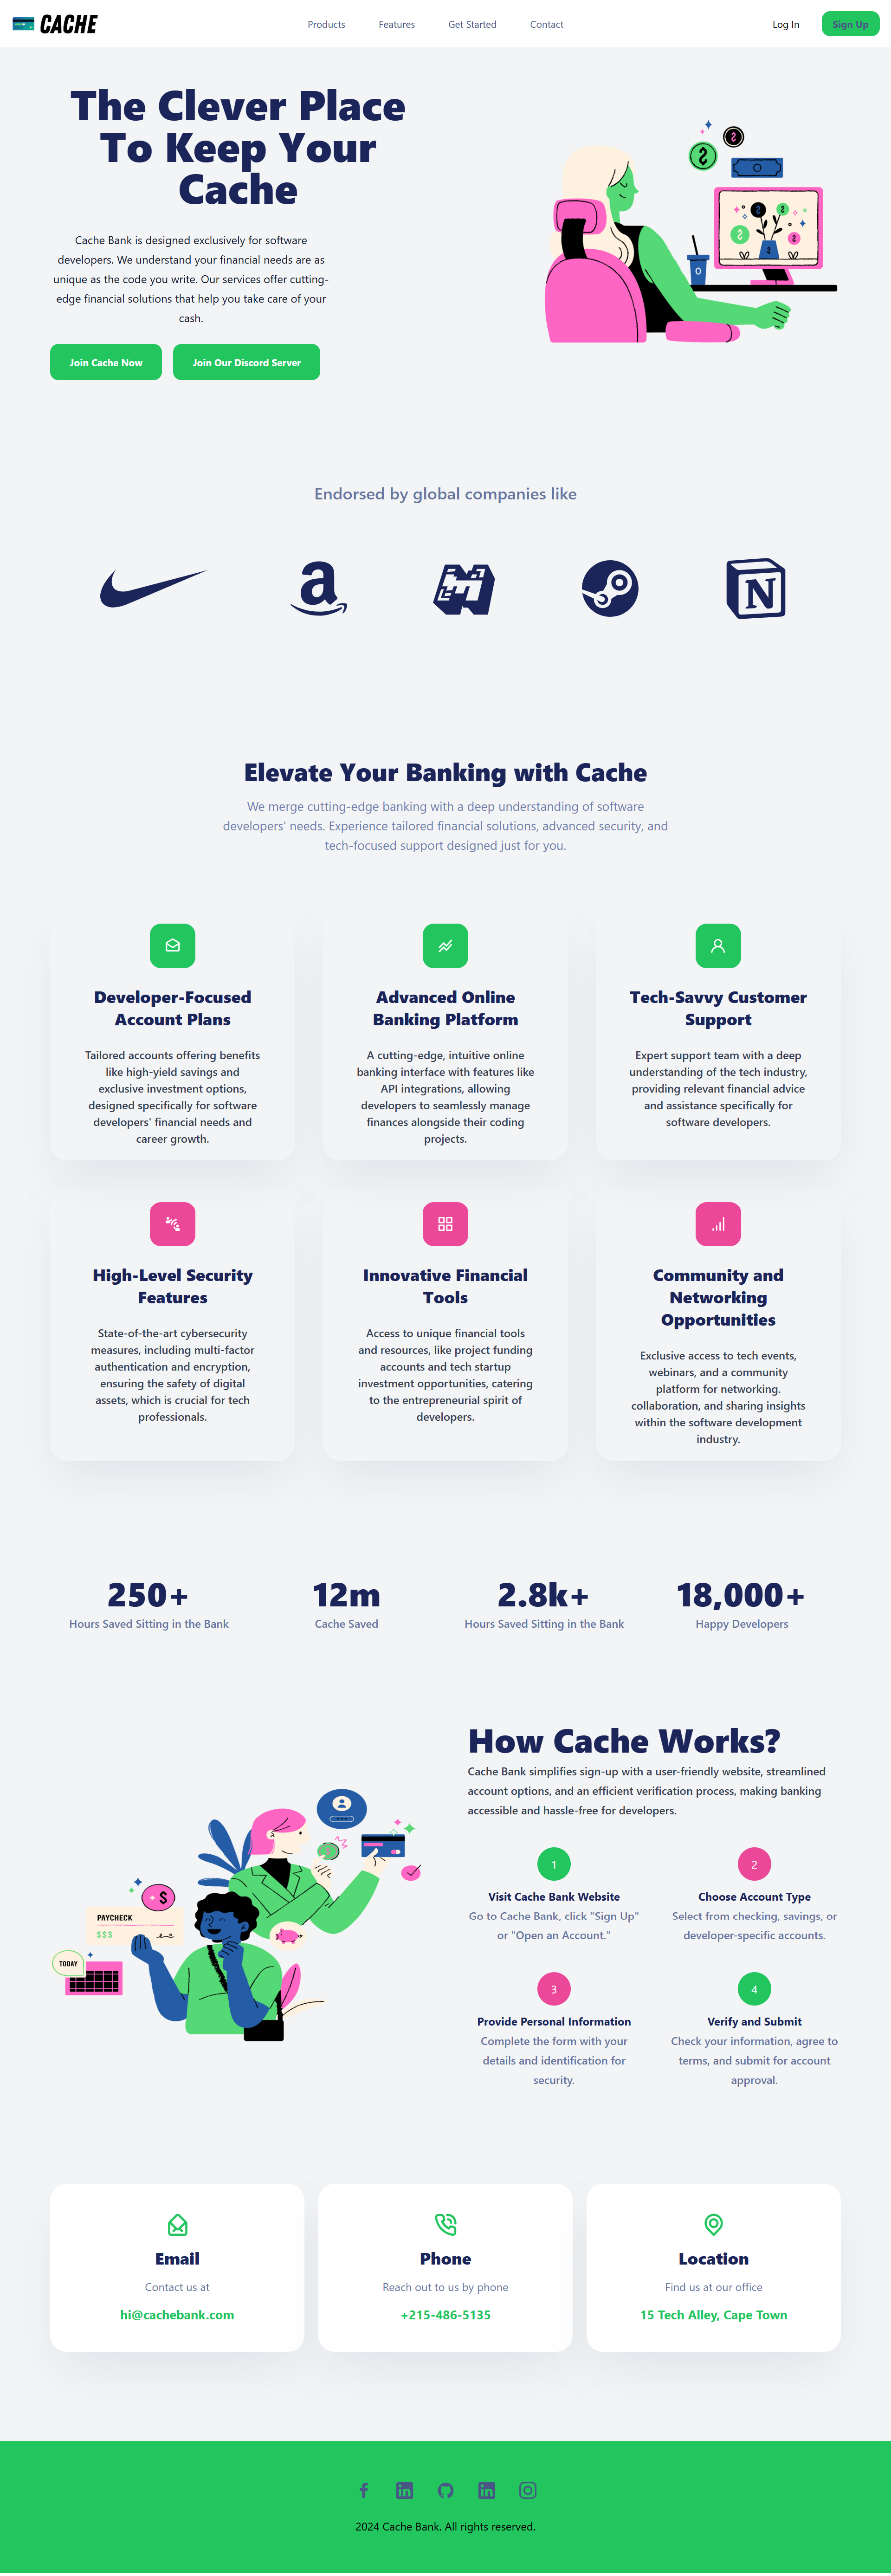 CACHE
Products
Features
Get Started
Contact
Log In
Sign Up
The Clever Place
To Keep Your
Cache
Cache Bank is designed exclusively for software
developers. We understand your financial needs are as
unique as the code you write. Our services offer cutting-
edge financial solutions that help you take care of your
cash.
Join Cache Now
Join Our Discord Server
Endorsed by global companies like
a
N
Elevate Your Banking with Cache
We merge cutting-edge banking with a deep understanding of software
developers' needs. Experience tailored financial solutions, advanced security, and
tech-focused support designed just for you.
Developer-Focused
Account Plans
Tailored accounts offering benefits
like high-yield savings and
exclusive investment options,
designed specifically for software
developers' financial needs and
career growth.
Advanced Online
Banking Platform
A cutting-edge, intuitive online
banking interface with features like
API integrations, allowing
developers to seamlessly manage
finances alongside their coding
projects.
Tech-Savvy Customer
Support
Expert support team with a deep
understanding of the tech industry,
providing relevant financial advice
and assistance specifically for
software developers.
High-Level Security
Features
State-of-the-art cybersecurity
measures, including multi-factor
authentication and encryption,
ensuring the safety of digital
assets, which is crucial for tech
professionals.
Innovative Financial
Tools
Access to unique financial tools
and resources, like project funding
accounts and tech startup
investment opportunities, catering
to the entrepreneurial spirit of
developers.
Community and
Networking
Opportunities
Exclusive access to tech events,
webinars, and a community
platform for networking.
collaboration, and sharing insights
within the software development
industry.
250+
Hours Saved Sitting in the Bank
12m
Cache Saved
2.8k+
Hours Saved Sitting in the Bank
18,000+
Happy Developers
PAYCHECK
$$$
$
TODAY
How Cache Works?
Cache Bank simplifies sign-up with a user-friendly website, streamlined
account options, and an efficient verification process, making banking
accessible and hassle-free for developers.
1
Visit Cache Bank Website
Go to Cache Bank, click "Sign Up"
or "Open an Account."
2
Choose Account Type
Select from checking, savings, or
developer-specific accounts.
3
Provide Personal Information
Complete the form with your
details and identification for
security.
4
Verify and Submit
Check your information, agree to
terms, and submit for account
approval.
Email
Contact us at
hi@cachebank.com
Phone
Reach out to us by phone
+215-486-5135
Location
Find us at our office
15 Tech Alley, Cape Town
2024 Cache Bank. All rights reserved.